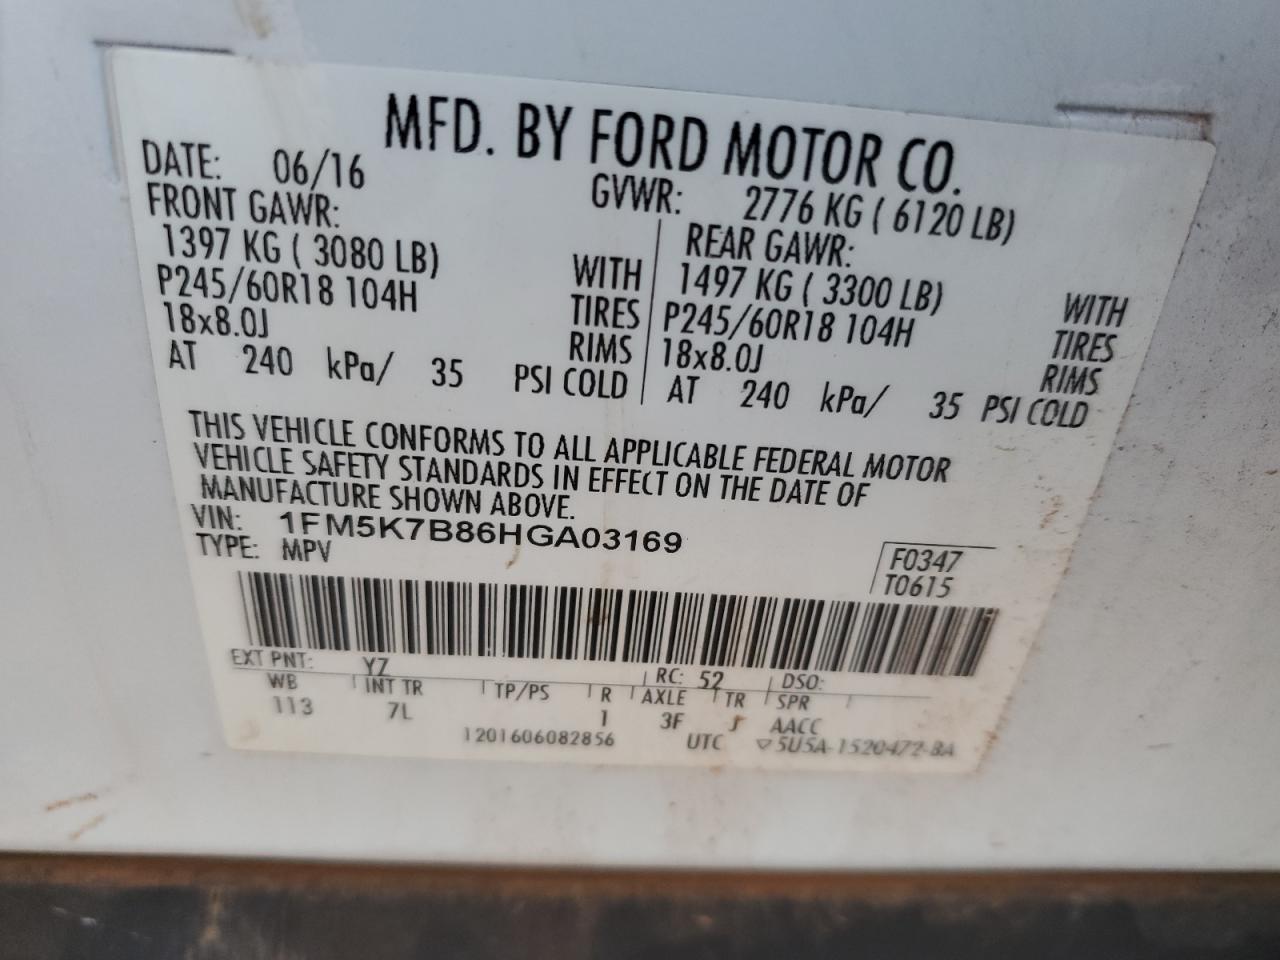 MFD. BY FORD MOTOR CO.
DATE: 06/16 GVWR: 2776 KG ( 6120 LB)
FRONT GAWR: REAR GAWR:
1397 KG ( 3080 LB) WITH 1497 KG ( 3300 LB) WITH
P245/60R18 104H TIRES P245/60R18 104H TIRES
18x8.0J RIMS 18x8.0J RIMS
AT 240 kPa/ 35 PSI COLD AT 240 kPa/ 35 PSI COLD
THIS VEHICLE CONFORMS TO ALL APPLICABLE FEDERAL MOTOR
VEHICLE SAFETY STANDARDS IN EFFECT ON THE DATE OF
MANUFACTURE SHOWN ABOVE.
VIN: 1FM5K7B86HGA03169
TYPE: MPV F0347
T0615
EXT PNT: YZ RC: 52 DSO:
WB INT TR TP/PS R AXLE TR SPR
113 7L 1 3F J AACC
1201606082856 UTC ▽5U5A-1520472-BA